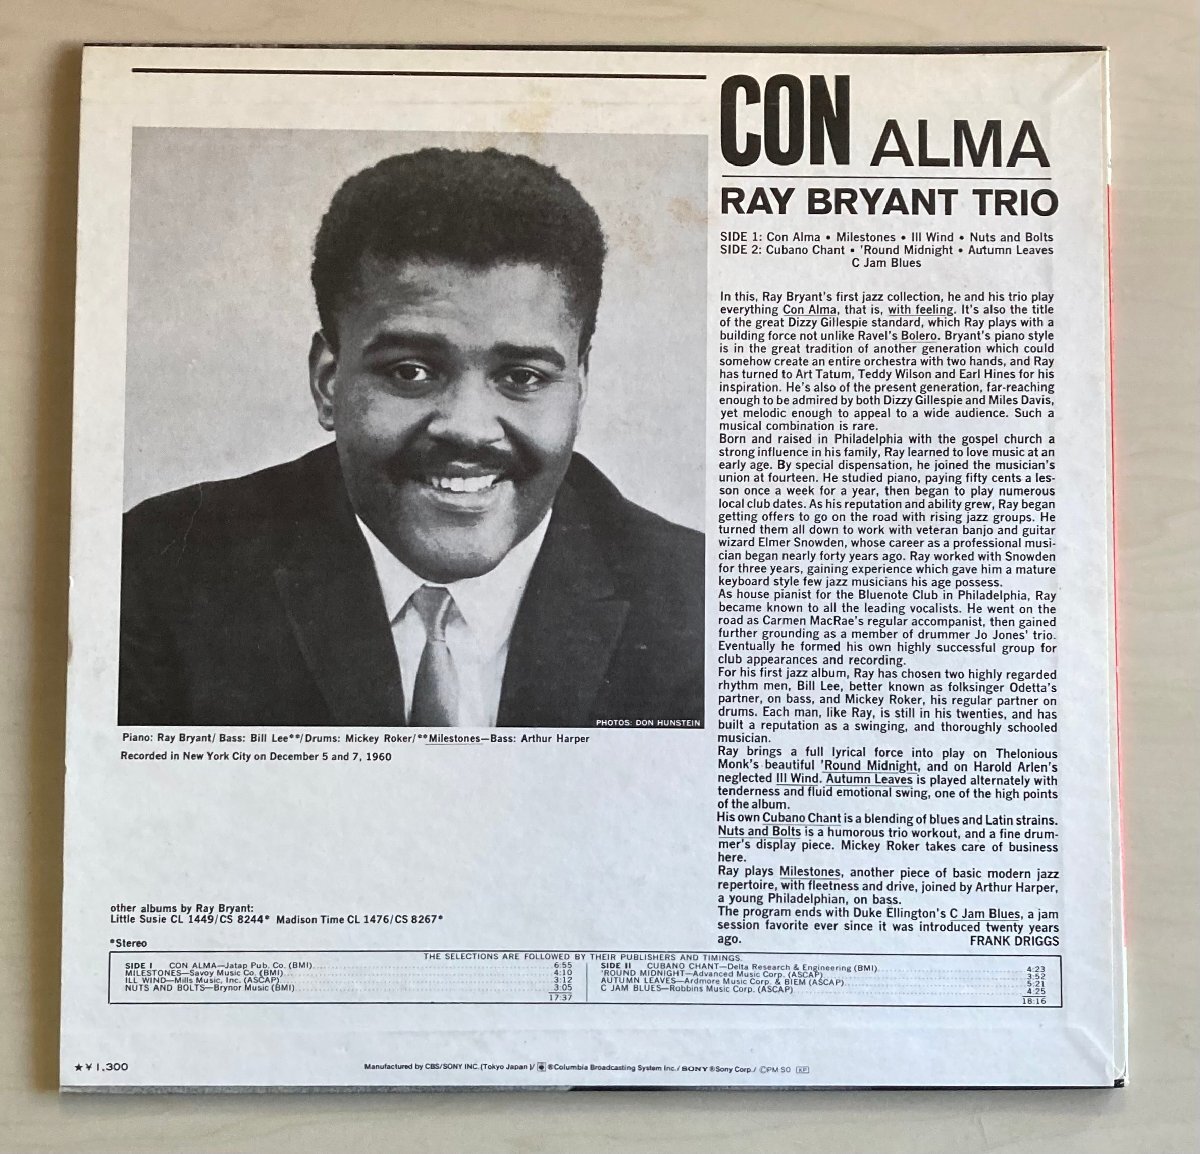 CON ALMA
RAY BRYANT TRIO
SIDE 1: Con Alma • Milestones • Ill Wind • Nuts and Bolts
SIDE 2: Cubano Chant • 'Round Midnight • Autumn Leaves
C Jam Blues
In this, Ray Bryant's first jazz collection, he and his trio play
everything Con Alma, that is, with feeling. It's also the title
of the great Dizzy Gillespie standard, which Ray plays with a
building force not unlike Ravel's Bolero. Bryant's piano style
is in the great tradition of another generation which could
somehow create an entire orchestra with two hands, and Ray
has turned to Art Tatum, Teddy Wilson and Earl Hines for his
inspiration. He's also of the present generation, far-reaching
enough to be admired by both Dizzy Gillespie and Miles Davis,
yet melodic enough to appeal to a wide audience. Such a
musical combination is rare.
Born and raised in Philadelphia with the gospel church a
strong influence in his family, Ray learned to love music at an
early age. By special dispensation, he joined the musician's
union at fourteen. He studied piano, paying fifty cents a les-
son once a week for a year, then began to play numerous
local club dates. As his reputation and ability grew, Ray began
getting offers to go on the road with rising jazz groups. He
turned them all down to work with veteran banjo and guitar
wizard Elmer Snowden, whose career as a professional musi-
cian began nearly forty years ago. Ray worked with Snowden
for three years, gaining experience which gave him a mature
keyboard style few jazz musicians his age possess.
As house pianist for the Bluenote Club in Philadelphia, Ray
became known to all the leading vocalists. He went on the
road as Carmen MacRae's regular accompanist, then gained
further grounding as a member of drummer Jo Jones' trio.
Eventually he formed his own highly successful group for
club appearances and recording.
For his first jazz album, Ray has chosen two highly regarded
rhythm men, Bill Lee, better known as folksinger Odetta's
partner, on bass, and Mickey Roker, his regular partner on
drums. Each man, like Ray, is still in his twenties, and has
built a reputation as a swinging, and thoroughly schooled
musician.
Ray brings a full lyrical force into play on Thelonious
Monk's beautiful 'Round Midnight, and on Harold Arlen's
neglected Ill Wind. Autumn Leaves is played alternately with
tenderness and fluid emotional swing, one of the high points
of the album.
His own Cubano Chant is a blending of blues and Latin strains.
Nuts and Bolts is a humorous trio workout, and a fine drum-
mer's display piece. Mickey Roker takes care of business
here.
Ray plays Milestones, another piece of basic modern jazz
repertoire, with fleetness and drive, joined by Arthur Harper,
a young Philadelphian, on bass.
The program ends with Duke Ellington's C Jam Blues, a jam
session favorite ever since it was introduced twenty years
ago. FRANK DRIGGS
PHOTOS: DON HUNSTEIN
Piano: Ray Bryant/ Bass: Bill Lee**/Drums: Mickey Roker/**Milestones—Bass: Arthur Harper
Recorded in New York City on December 5 and 7, 1960
other albums by Ray Bryant:
Little Susie CL 1449/CS 8244* Madison Time CL 1476/CS 8267*
*Stereo
THE SELECTIONS ARE FOLLOWED BY THEIR PUBLISHERS AND TIMINGS.
SIDE I CON ALMA—Jatap Pub. Co. (BMI) 6:55
MILESTONES—Savoy Music Co. (BMI) 4:10
ILL WIND—Mills Music, Inc. (ASCAP) 3:12
NUTS AND BOLTS—Brynor Music (BMI) 3:05
17:37
SIDE II CUBANO CHANT—Delta Research & Engineering (BMI) 4:23
'ROUND MIDNIGHT—Advanced Music Corp. (ASCAP) 3:52
AUTUMN LEAVES—Ardmore Music Corp. & BIEM (ASCAP) 5:21
C JAM BLUES—Robbins Music Corp. (ASCAP) 4:25
18:16
★¥1,300
Manufactured by CBS/SONY INC. (Tokyo Japan)/ ®Columbia Broadcasting System Inc./ SONY ®Sony Corp./ ©PM SO KP